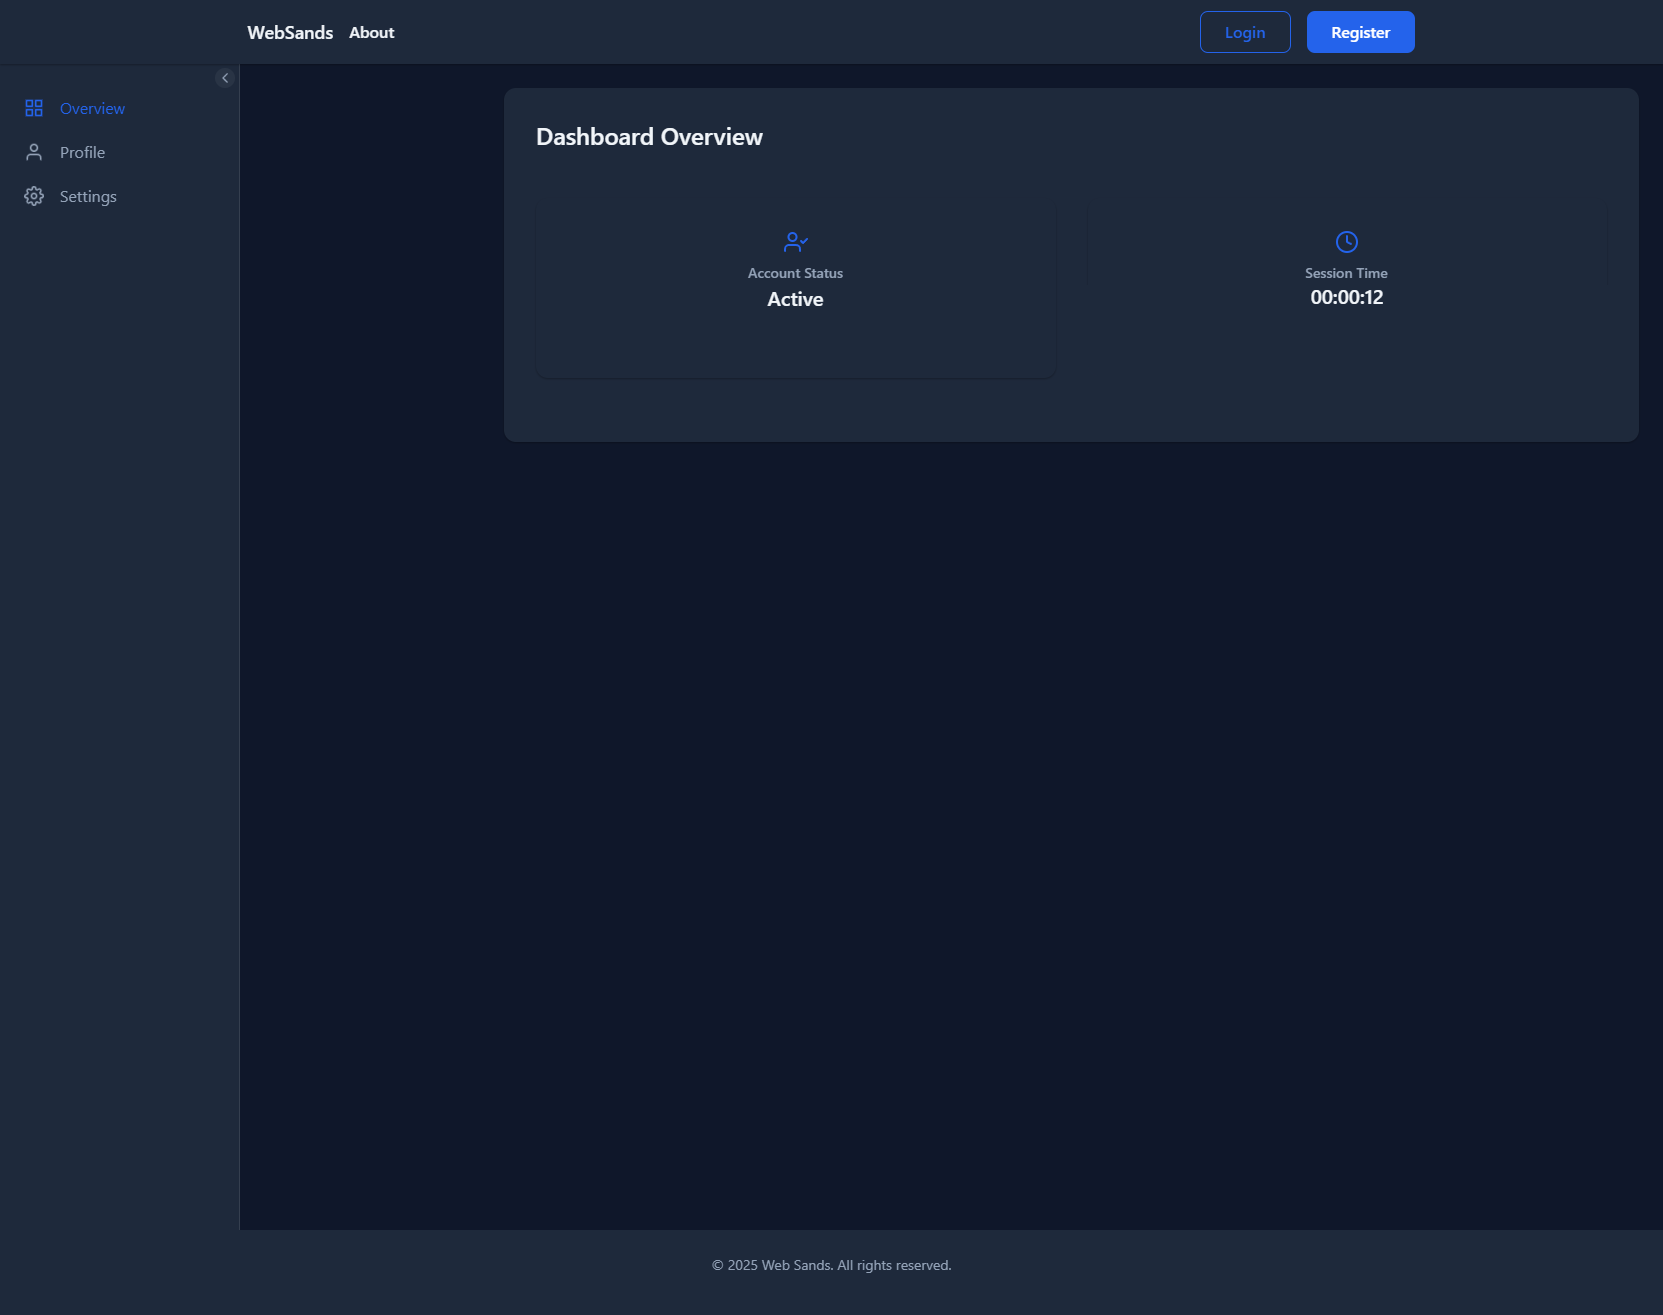 WebSands About Login Register
Overview
Profile
Settings
Dashboard Overview
Account Status
Active
Session Time
00:00:12
© 2025 Web Sands. All rights reserved.